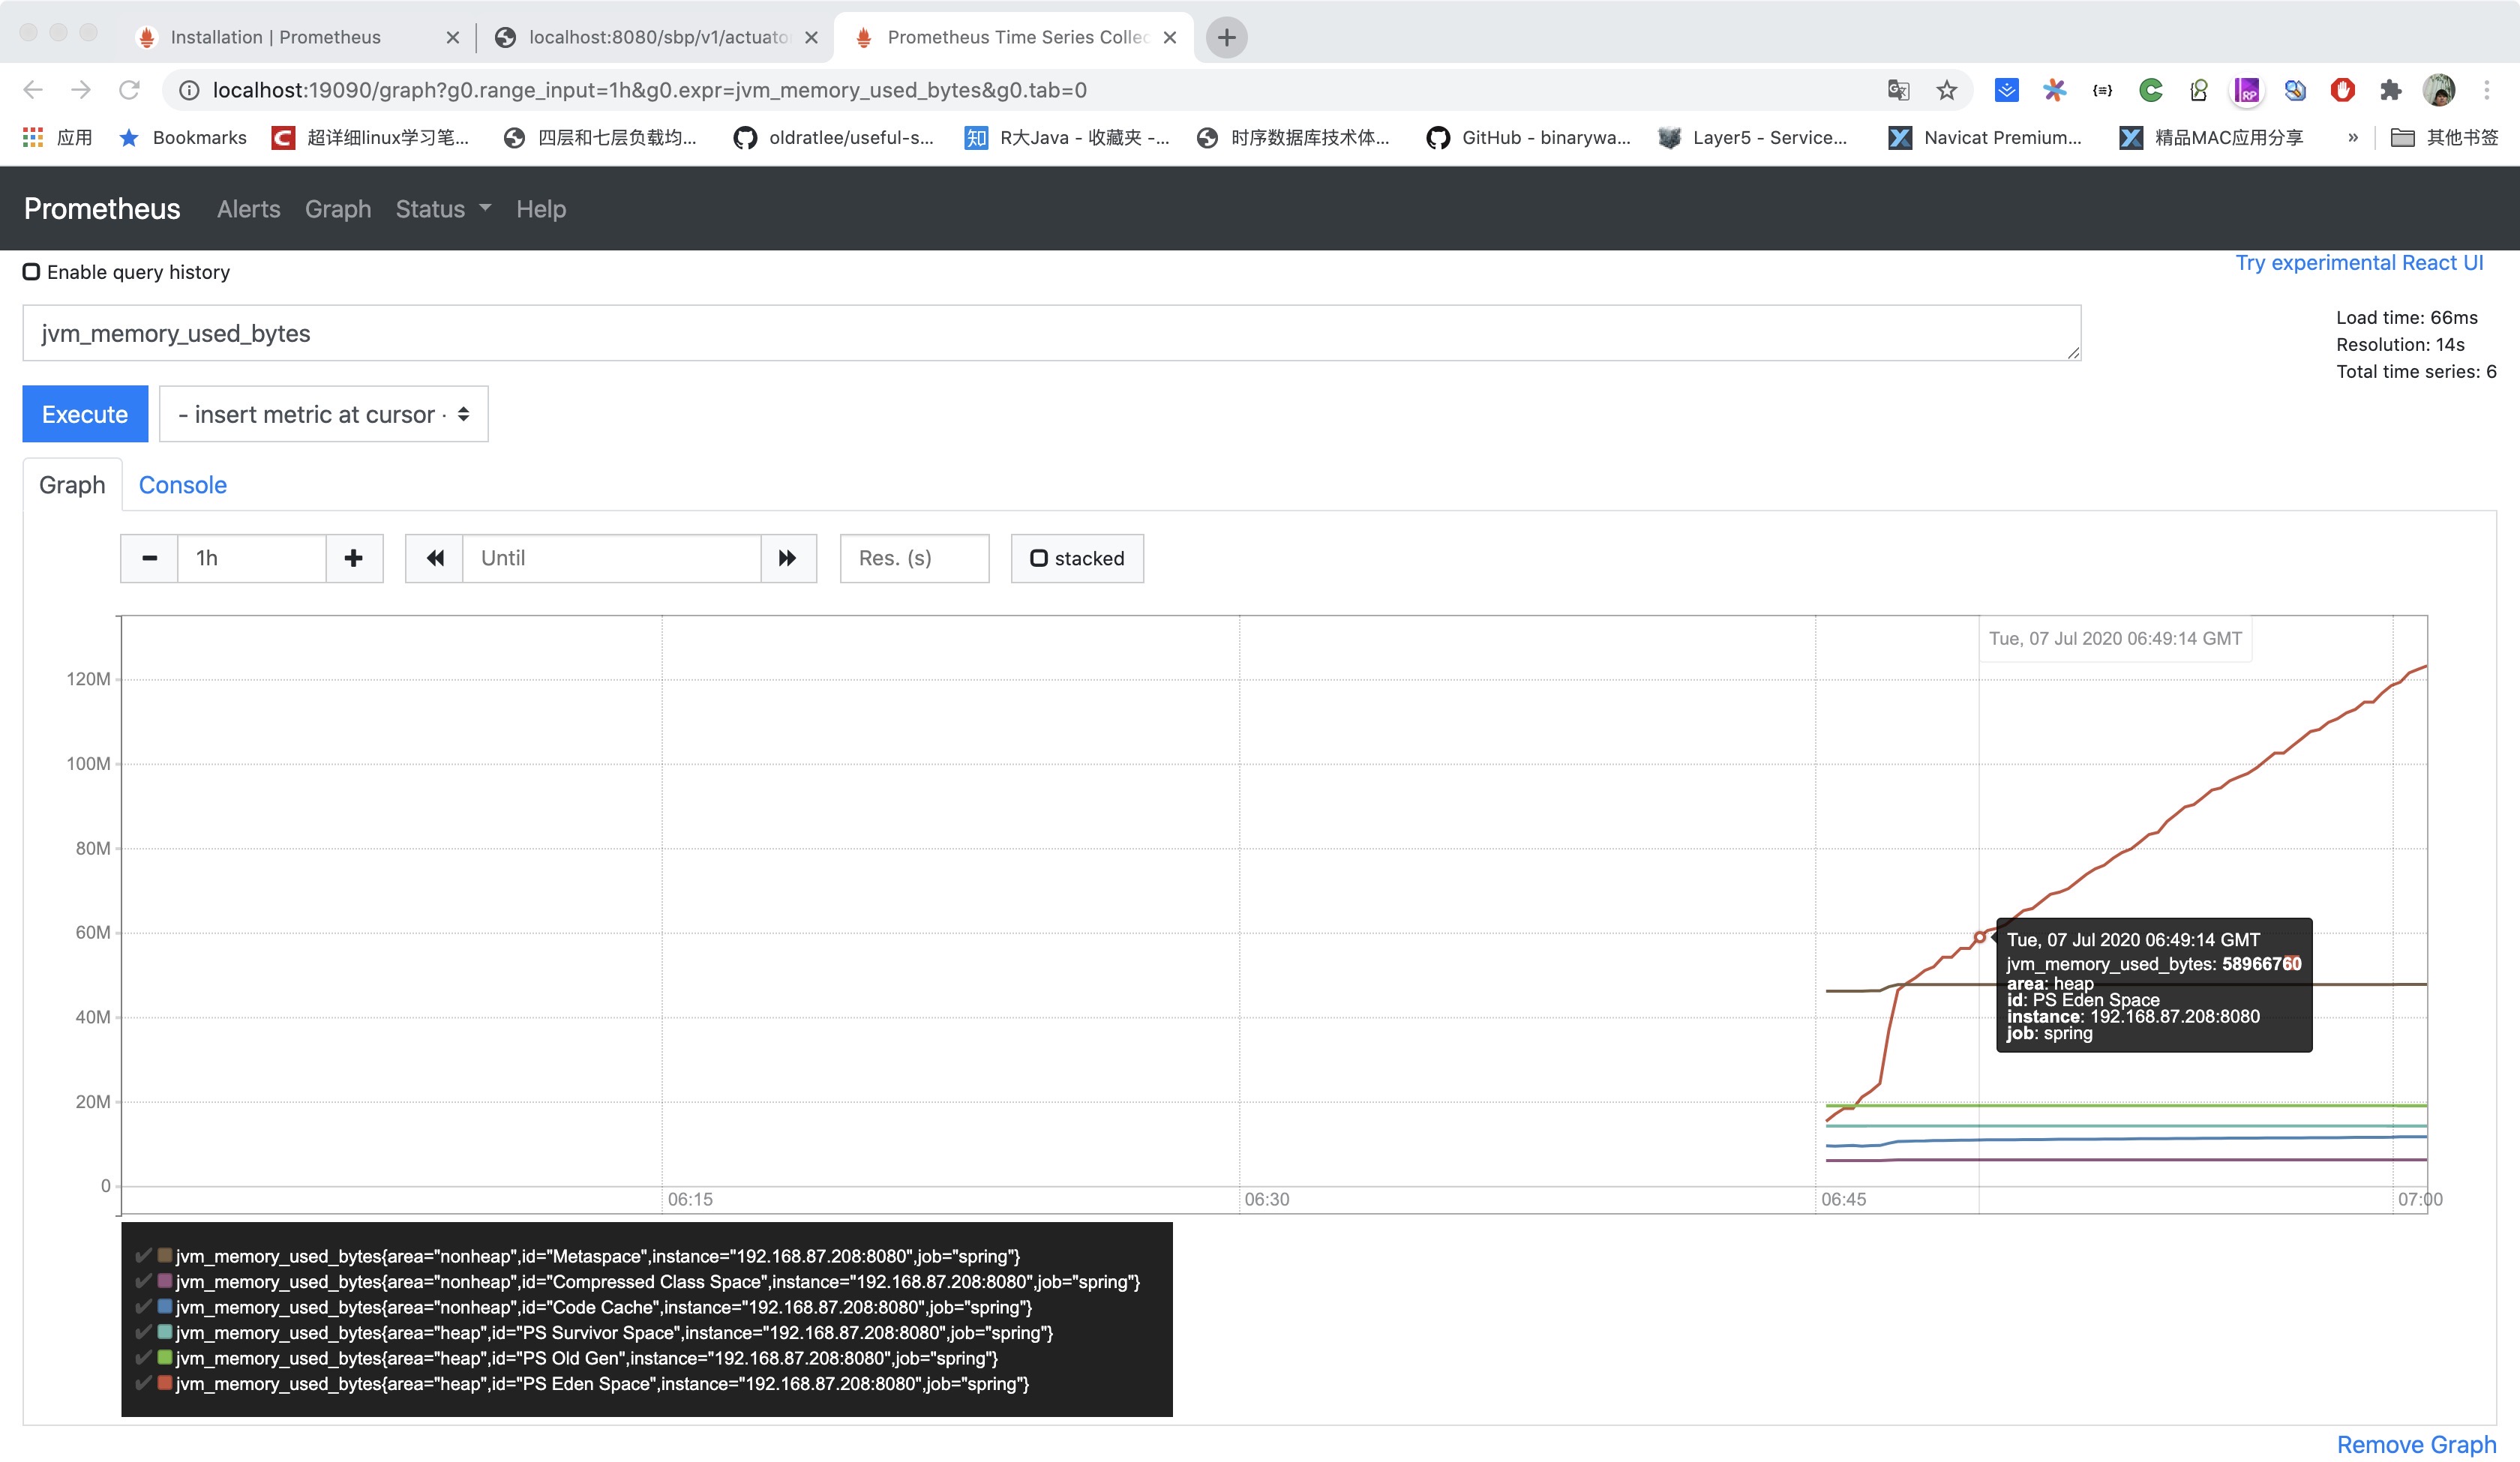 Installation | Prometheus
localhost:8080/sbp/v1/actuato
Prometheus Time Series Collec
localhost:19090/graph?g0.range_input=1h&g0.expr=jvm_memory_used_bytes&g0.tab=0
应用 Bookmarks 超详细linux学习笔... 四层和七层负载均... oldratlee/useful-s... 知 R大Java - 收藏夹 -... 时序数据库技术体... GitHub - binarywa... Layer5 - Service... Navicat Premium... 精品MAC应用分享 » 其他书签
Prometheus Alerts Graph Status Help
Enable query history
Try experimental React UI
jvm_memory_used_bytes
Load time: 66ms
Resolution: 14s
Total time series: 6
Execute - insert metric at cursor -
Graph Console
1h Until Res. (s) stacked
Tue, 07 Jul 2020 06:49:14 GMT
120M
100M
80M
60M
40M
20M
0
Tue, 07 Jul 2020 06:49:14 GMT
jvm_memory_used_bytes: 58966760
area: heap
id: PS Eden Space
instance: 192.168.87.208:8080
job: spring
06:15 06:30 06:45 07:00
jvm_memory_used_bytes{area="nonheap",id="Metaspace",instance="192.168.87.208:8080",job="spring"}
jvm_memory_used_bytes{area="nonheap",id="Compressed Class Space",instance="192.168.87.208:8080",job="spring"}
jvm_memory_used_bytes{area="nonheap",id="Code Cache",instance="192.168.87.208:8080",job="spring"}
jvm_memory_used_bytes{area="heap",id="PS Survivor Space",instance="192.168.87.208:8080",job="spring"}
jvm_memory_used_bytes{area="heap",id="PS Old Gen",instance="192.168.87.208:8080",job="spring"}
jvm_memory_used_bytes{area="heap",id="PS Eden Space",instance="192.168.87.208:8080",job="spring"}
Remove Graph